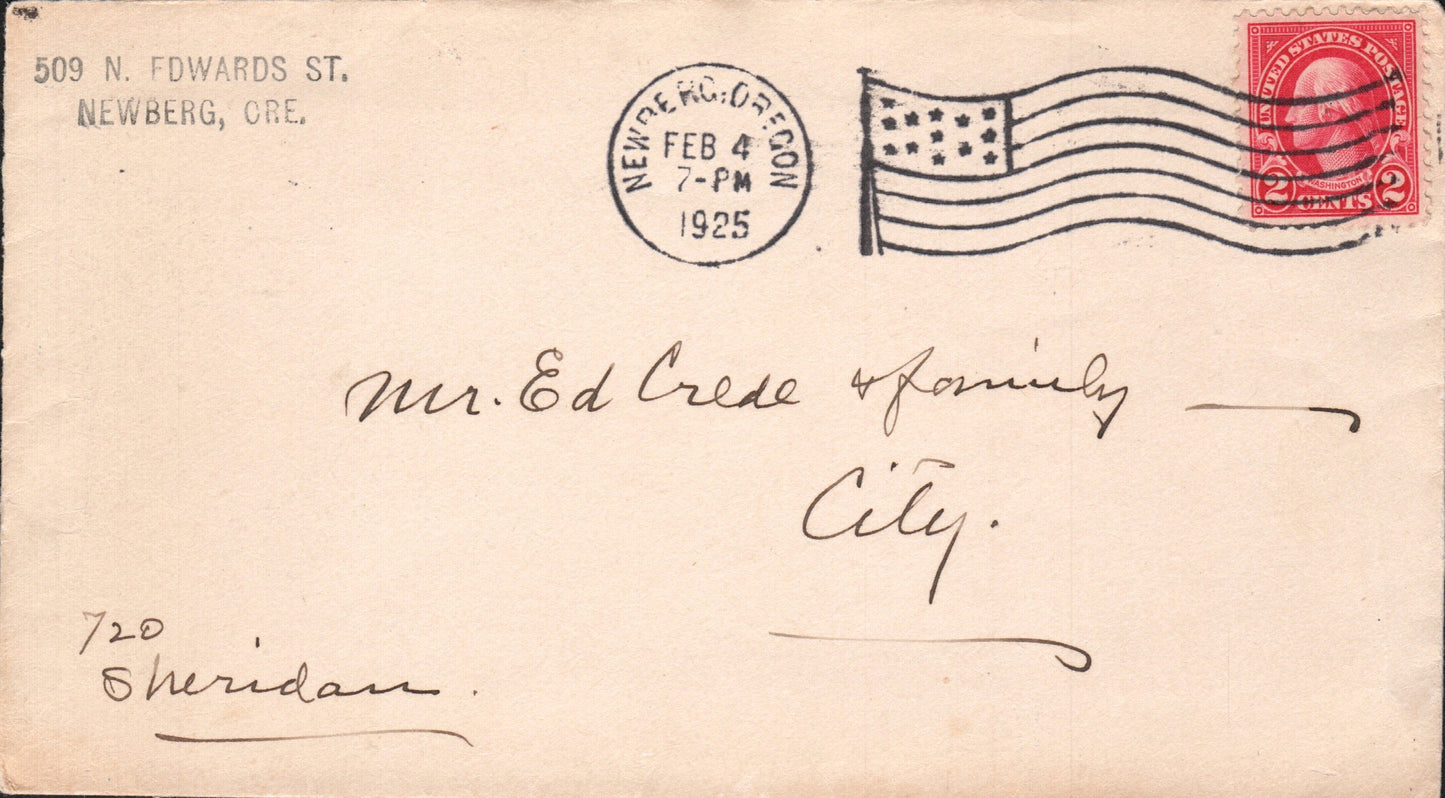 509 N. EDWARDS ST.
NEWBERG, ORE.
NEWBERG, OREGON
FEB 4
7-PM
1925
UNITED STATES POSTAGE
WASHINGTON
2 CENTS 2
Mr. Ed Crede & family
City.
720
Sheridan.